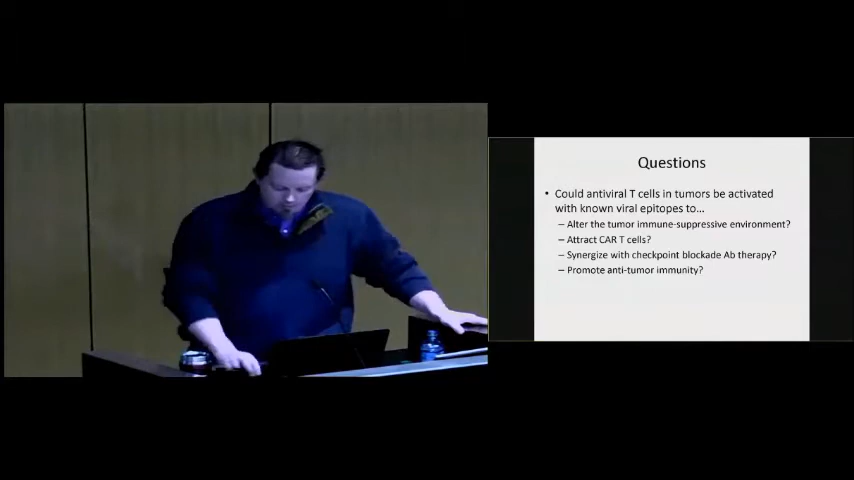 Questions
• Could antiviral T cells in tumors be activated
with known viral epitopes to...
– Alter the tumor immune-suppressive environment?
– Attract CAR T cells?
– Synergize with checkpoint blockade Ab therapy?
– Promote anti-tumor immunity?